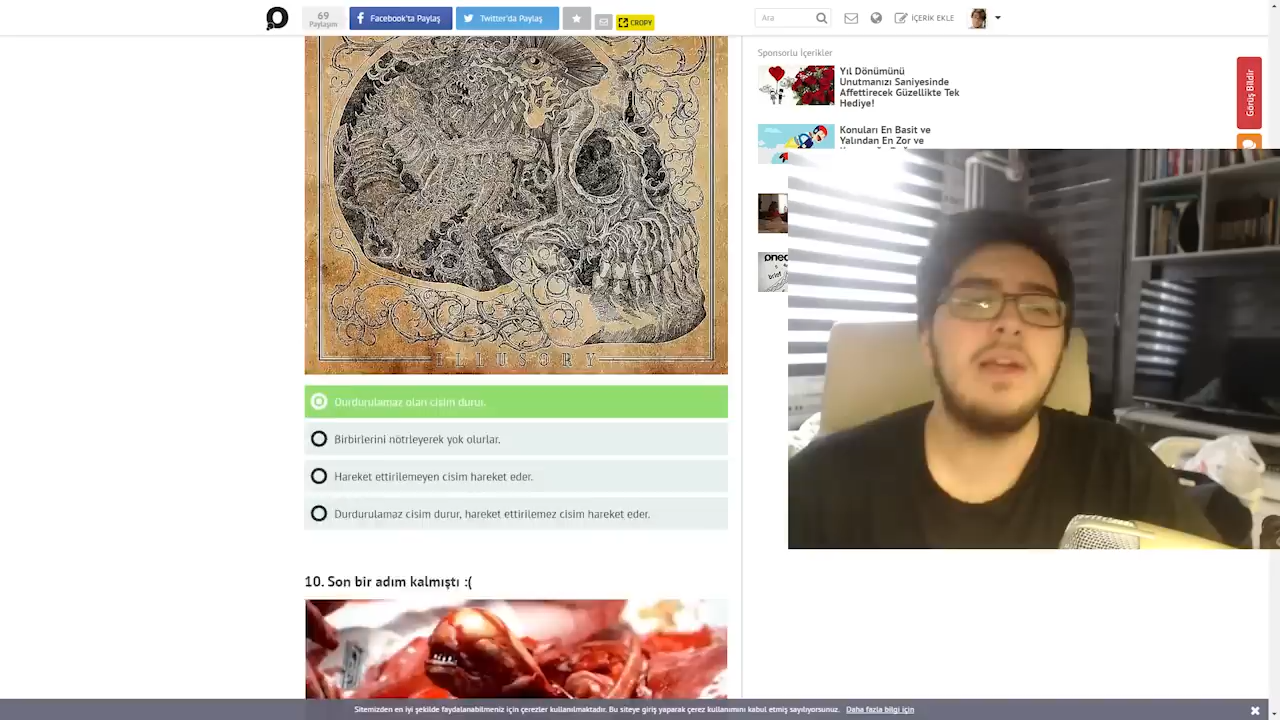 69
Paylaşım
Facebook'ta Paylaş
Twitter'da Paylaş
CROPY
Ara
İÇERİK EKLE
Sponsorlu İçerikler
Yıl Dönümünü
Unutmanızı Saniyesinde
Affettirecek Güzellikte Tek
Hediye!
Konuları En Basit ve
Yalından En Zor ve
Görüş Bildir
ILLUSORY
Durdurulamaz olan cisim durur.
Birbirlerini nötrleyerek yok olurlar.
Hareket ettirilemeyen cisim hareket eder.
Durdurulamaz cisim durur, hareket ettirilemez cisim hareket eder.
10. Son bir adım kalmıştı :(
Sitemizden en iyi şekilde faydalanabilmeniz için çerezler kullanılmaktadır. Bu siteye giriş yaparak çerez kullanımını kabul etmiş sayılıyorsunuz. Daha fazla bilgi için